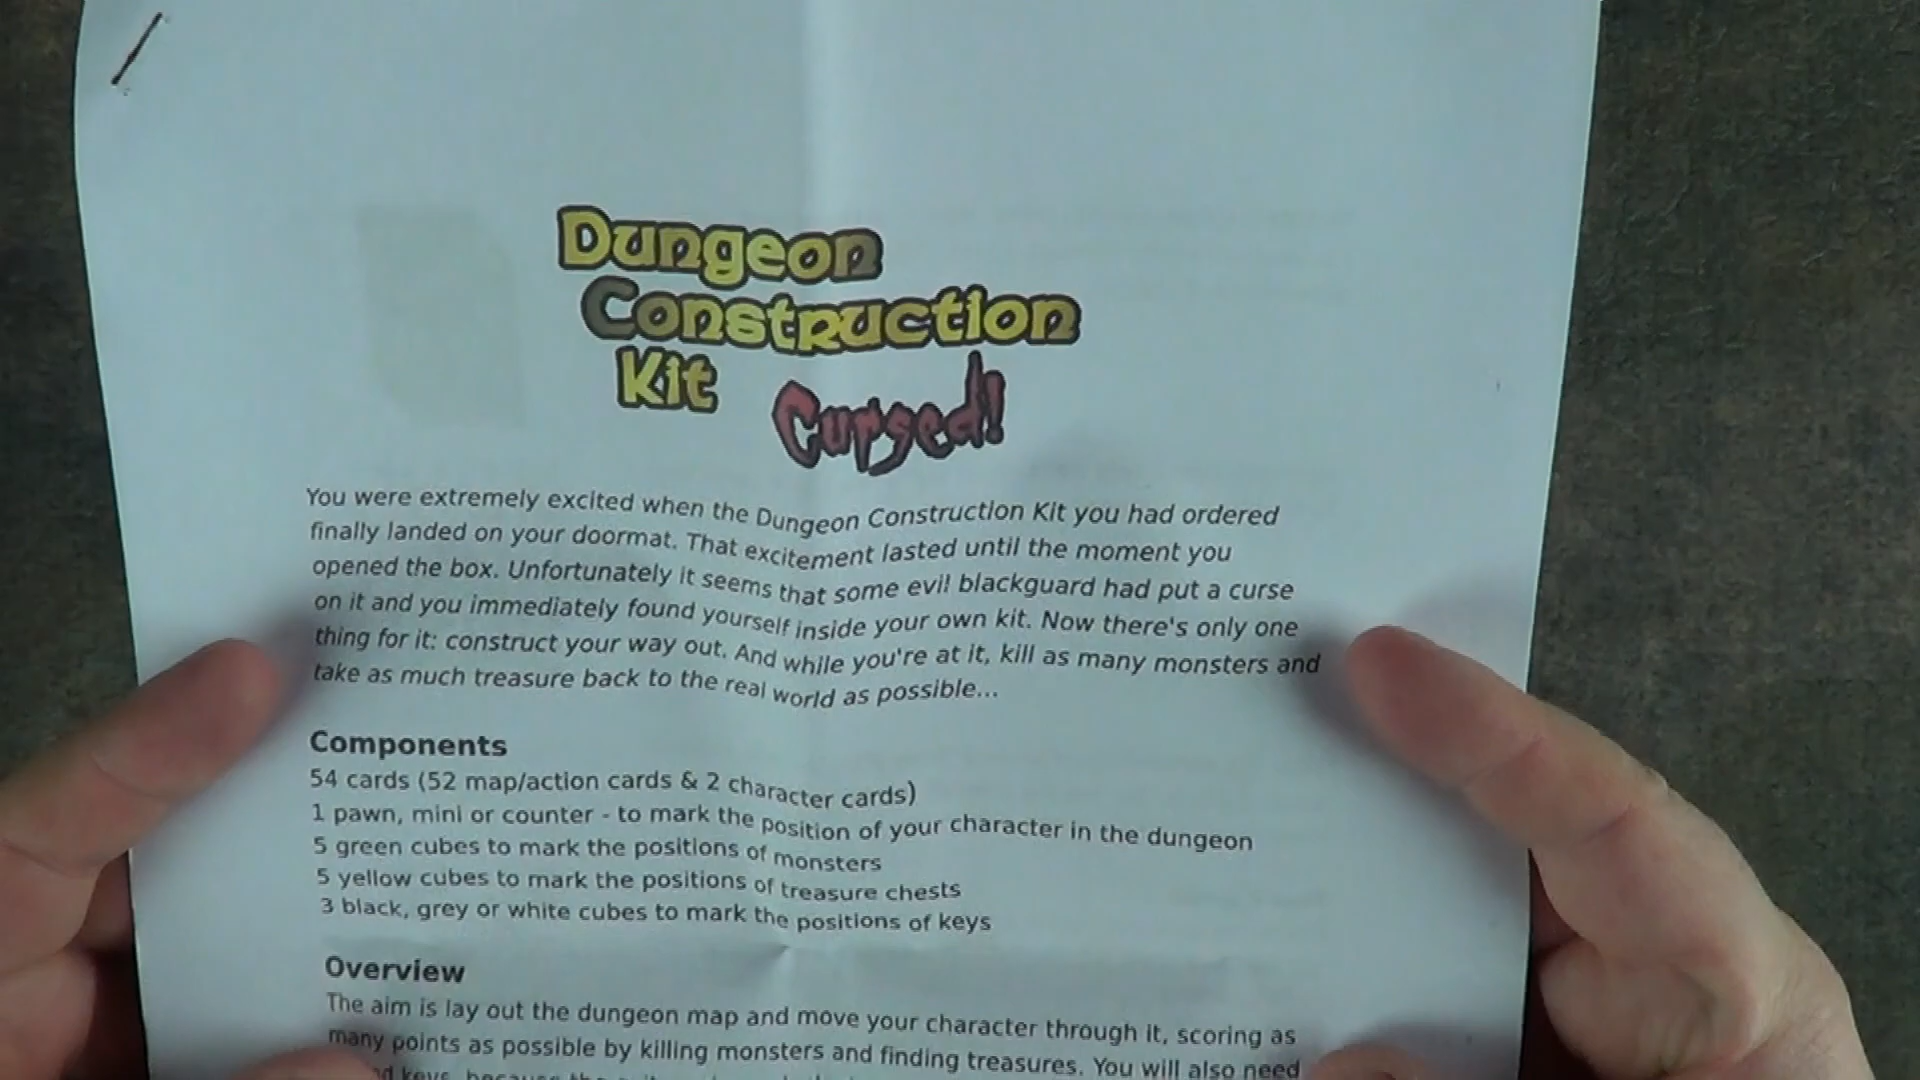 Dungeon
Construction
Kit Cursed!
You were extremely excited when the Dungeon Construction Kit you had ordered
finally landed on your doormat. That excitement lasted until the moment you
opened the box. Unfortunately it seems that some evil blackguard had put a curse
on it and you immediately found yourself inside your own kit. Now there's only one
thing for it: construct your way out. And while you're at it, kill as many monsters and
take as much treasure back to the real world as possible...
Components
54 cards (52 map/action cards & 2 character cards)
1 pawn, mini or counter - to mark the position of your character in the dungeon
5 green cubes to mark the positions of monsters
5 yellow cubes to mark the positions of treasure chests
3 black, grey or white cubes to mark the positions of keys
Overview
The aim is lay out the dungeon map and move your character through it, scoring as
many points as possible by killing monsters and finding treasures. You will also need
keys, because the